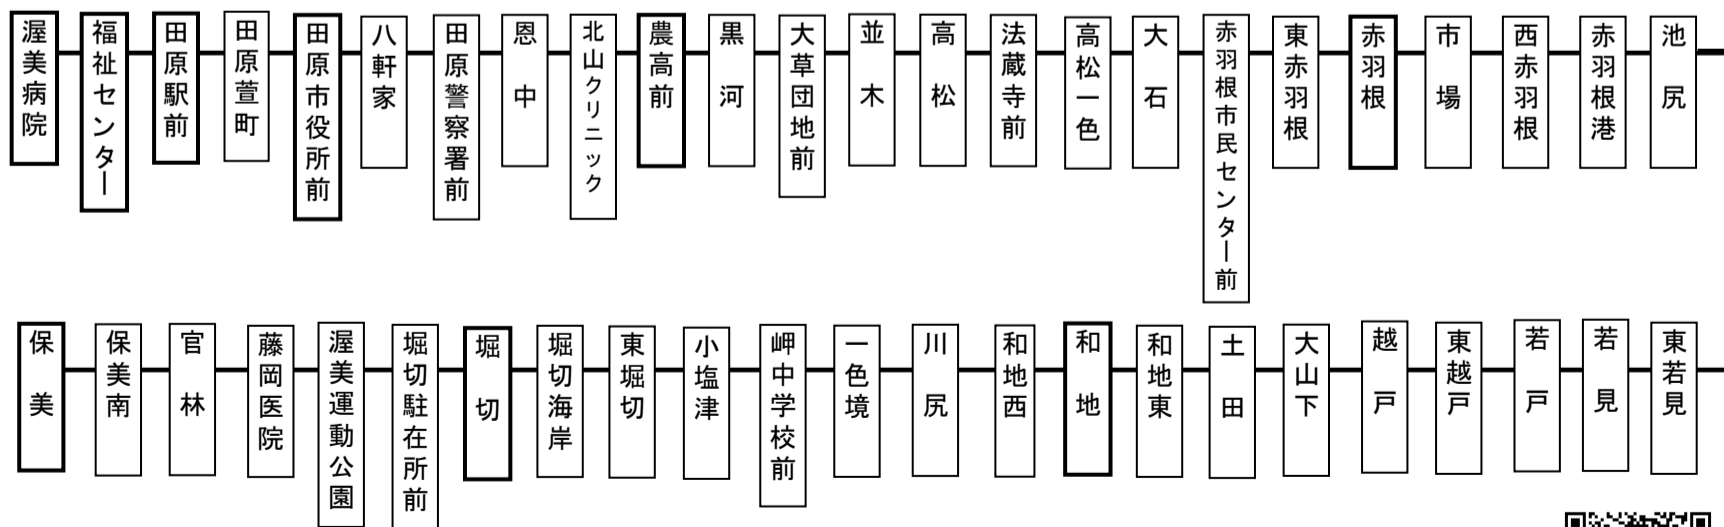 渥美病院
福祉センター
田原駅前
田原萱町
田原市役所前
八軒家
田原警察署前
恩中
北山クリニック
農高前
黒河
大草団地前
並木
高松
法蔵寺前
高松一色
大石
赤羽根市民センター前
東赤羽根
赤羽根
市場
西赤羽根
赤羽根港
池尻
保美
保美南
官林
藤岡医院
渥美運動公園
堀切駐在所前
堀切
堀切海岸
東堀切
小塩津
岬中学校前
一色境
川尻
和地西
和地
和地東
土田
大山下
越戸
東越戸
若戸
若見
東若見